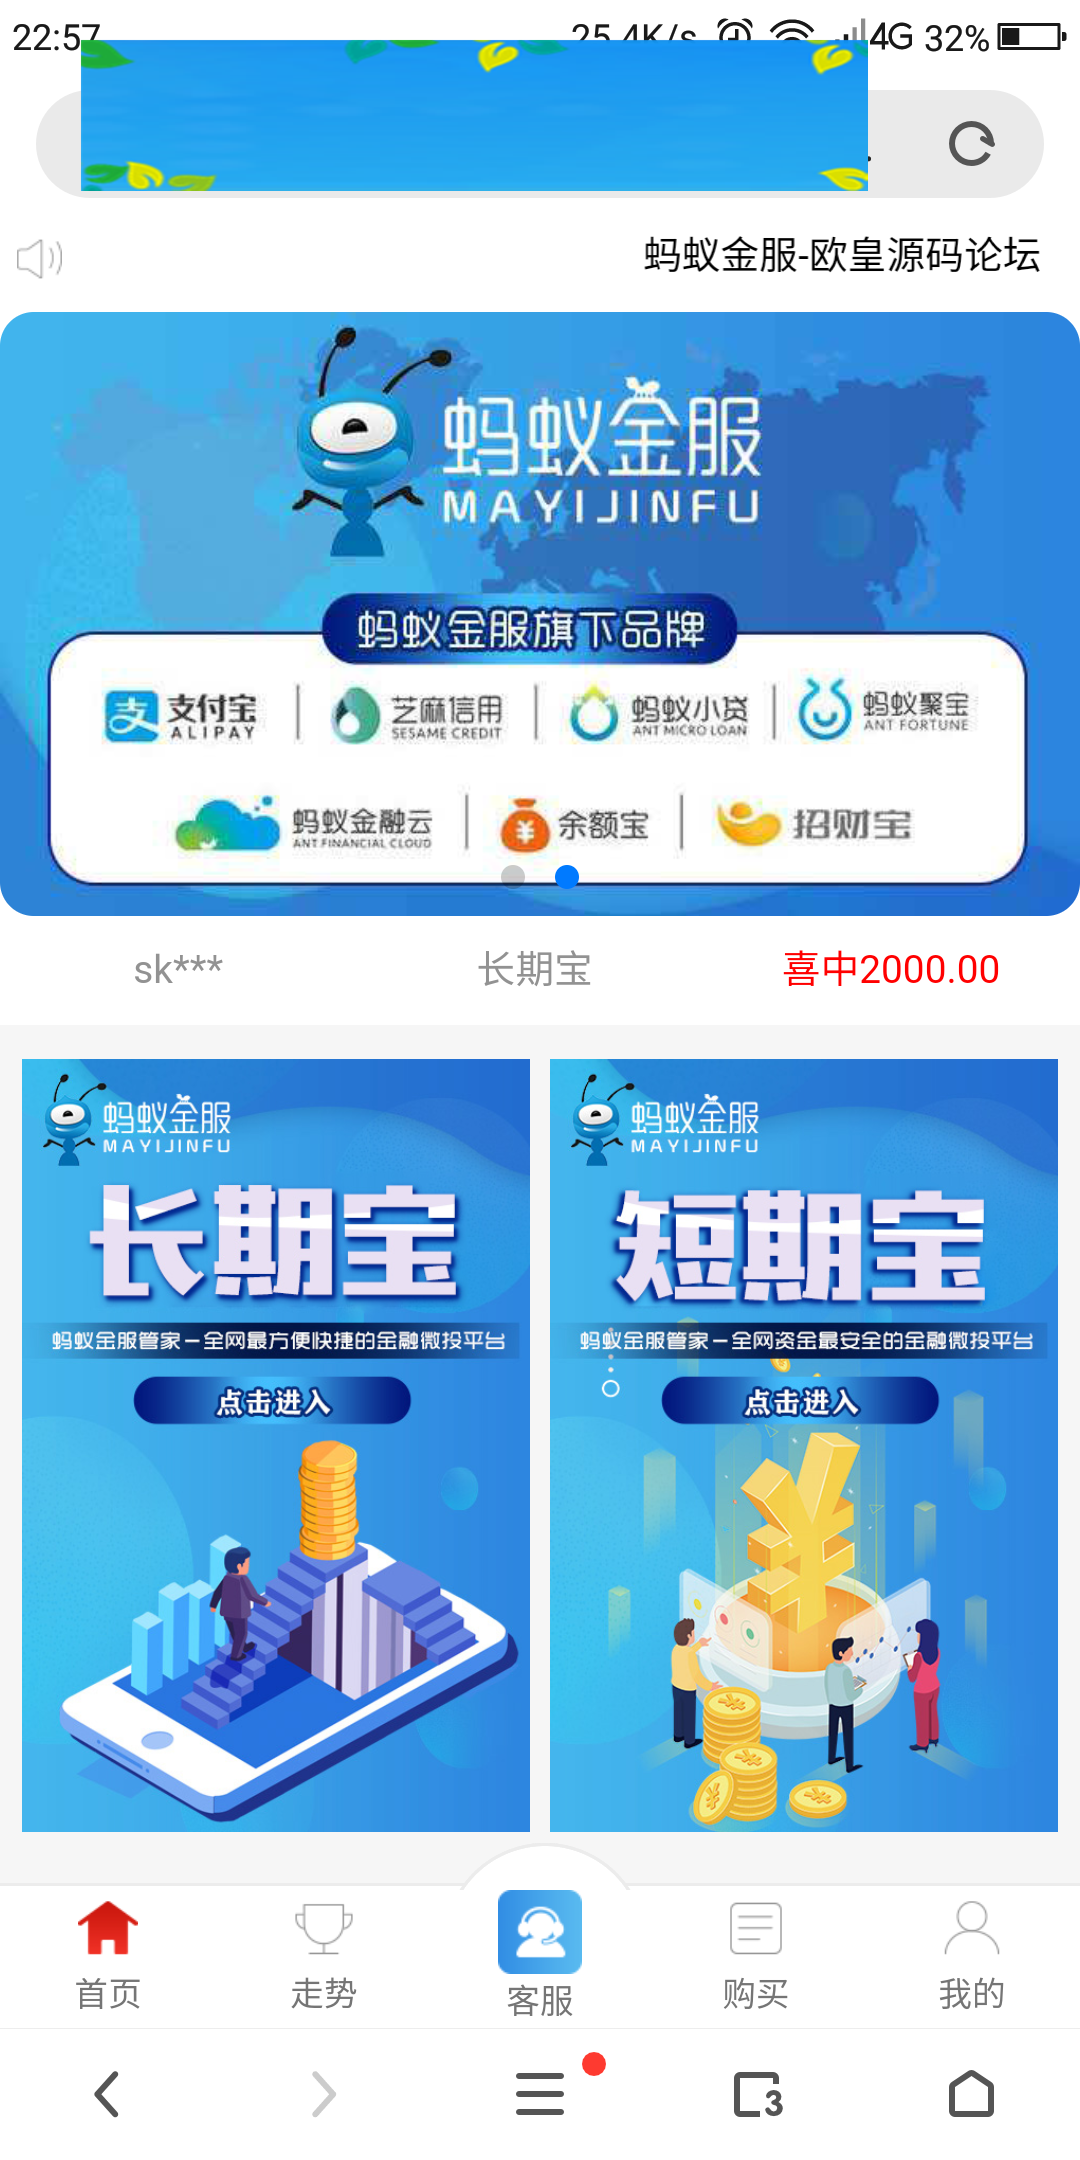 22:57
25.4K/s 4G 32%
蚂蚁金服-欧皇源码论坛
蚂蚁金服
MAYIJINFU
蚂蚁金服旗下品牌
支付宝 芝麻信用 蚂蚁小贷 蚂蚁聚宝
ALIPAY SESAME CREDIT ANT MICRO LOAN ANT FORTUNE
蚂蚁金融云 余额宝 招财宝
ANT FINANCIAL CLOUD
sk*** 长期宝 喜中2000.00
蚂蚁金服
MAYIJINFU
长期宝
蚂蚁金服管家－全网最方便快捷的金融微投平台
点击进入
蚂蚁金服
MAYIJINFU
短期宝
蚂蚁金服管家－全网资金最安全的金融微投平台
点击进入
首页 走势 客服 购买 我的
3